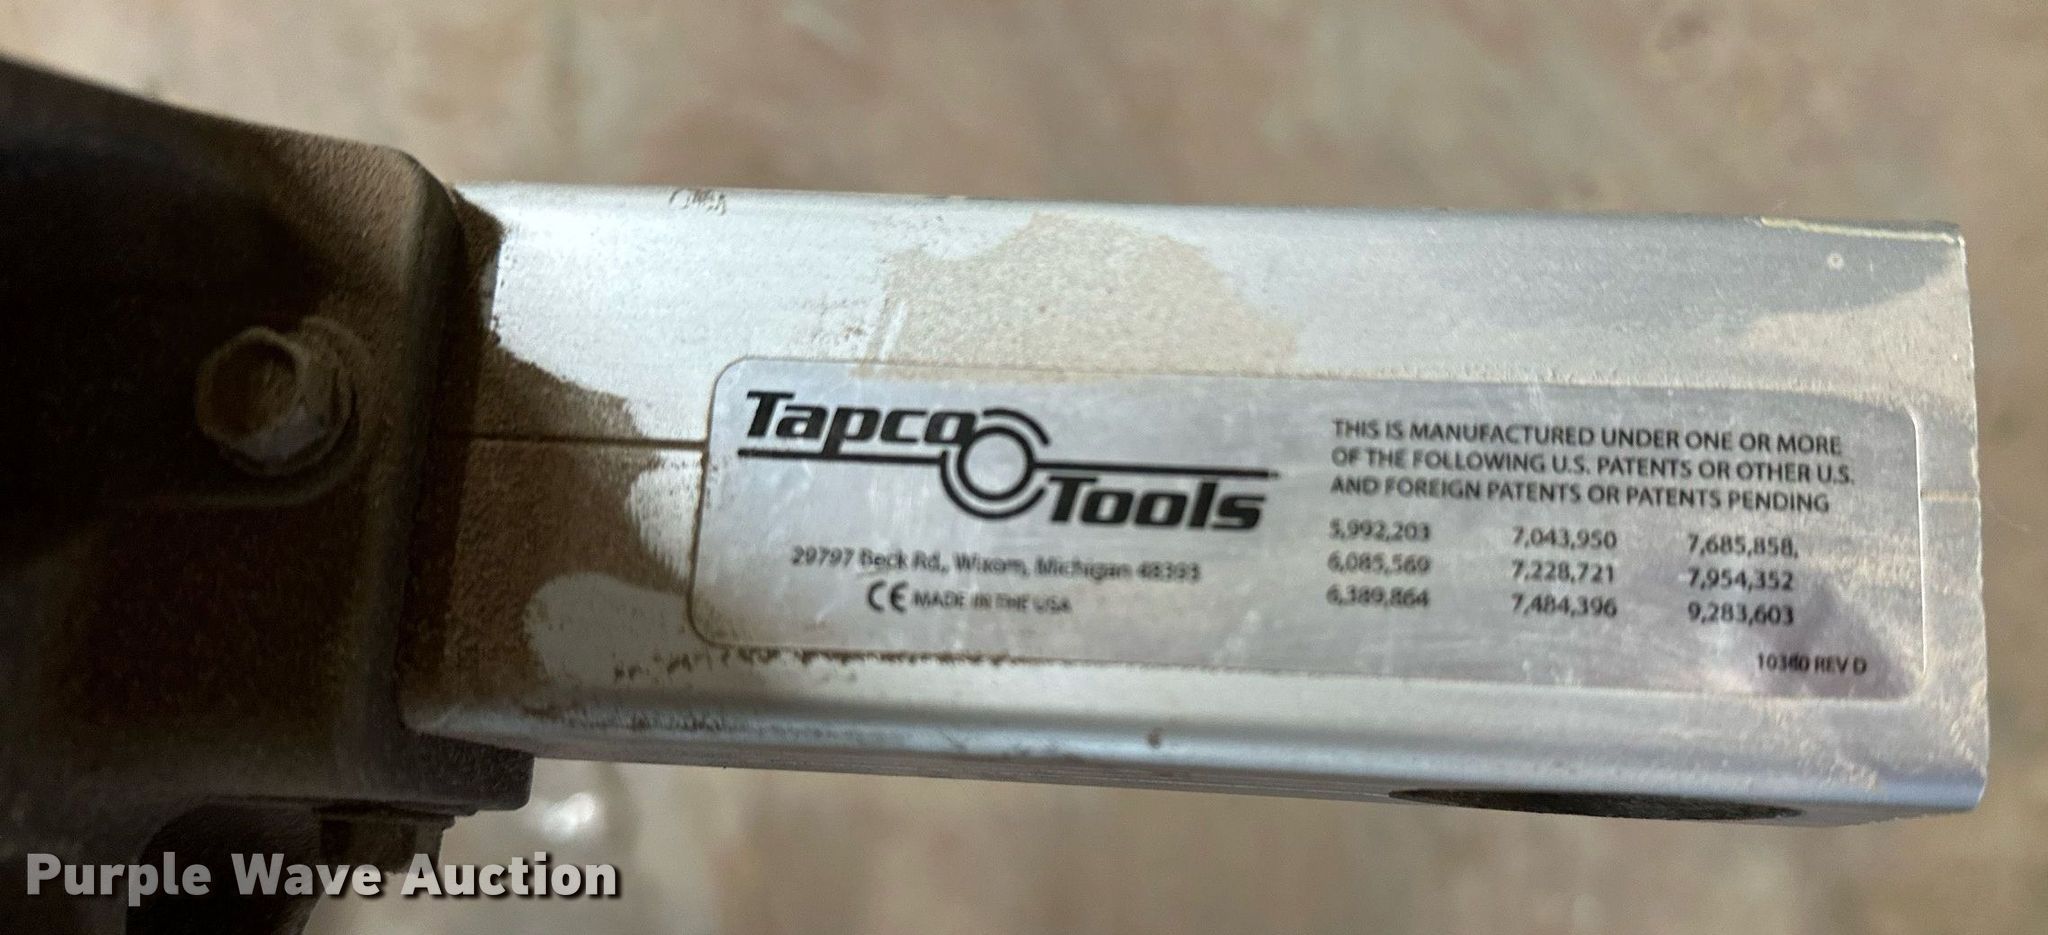 Tapco
Tools
29797 Beck Rd., Wixom, Michigan 48393
CE MADE IN THE USA
THIS IS MANUFACTURED UNDER ONE OR MORE
OF THE FOLLOWING U.S. PATENTS OR OTHER U.S.
AND FOREIGN PATENTS OR PATENTS PENDING
5,992,203 7,043,950 7,685,858,
6,085,569 7,228,721 7,954,352
6,389,864 7,484,396 9,283,603
REV D
Purple Wave Auction